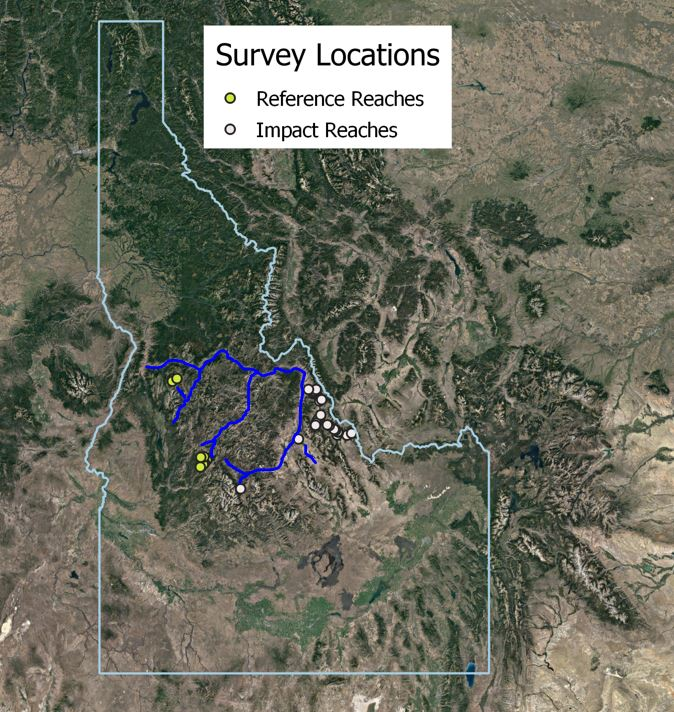 Survey Locations
Reference Reaches
Impact Reaches